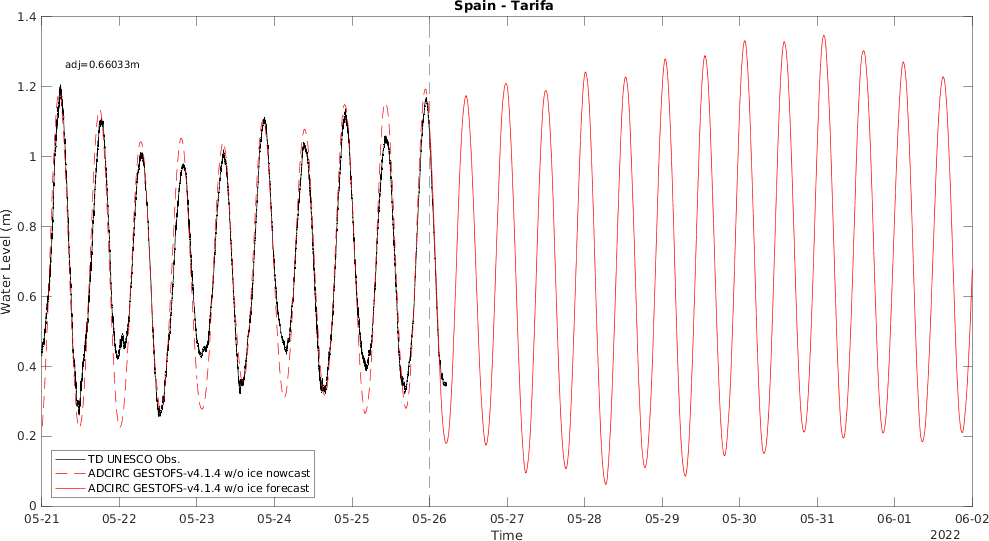 Spain - Tarifa
1.4
adj=0.66033m
1.2
1
0.8
0.6
0.4
0.2
0
Water Level (m)
TD UNESCO Obs.
ADCIRC GESTOFS-v4.1.4 w/o ice nowcast
ADCIRC GESTOFS-v4.1.4 w/o ice forecast
05-21 05-22 05-23 05-24 05-25 05-26 05-27 05-28 05-29 05-30 05-31 06-01 06-02
Time
2022